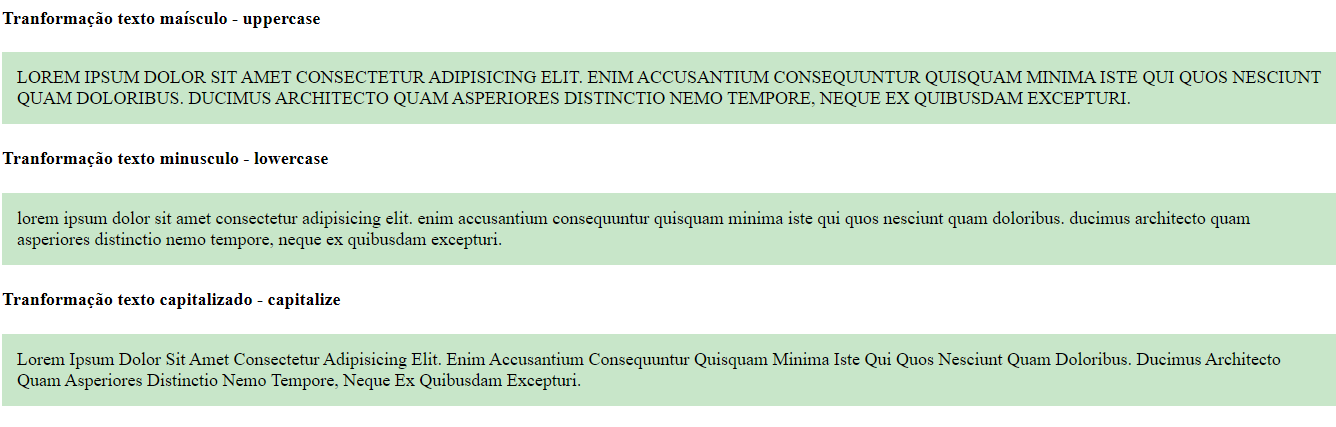 Tranformação texto maísculo - uppercase
LOREM IPSUM DOLOR SIT AMET CONSECTETUR ADIPISICING ELIT. ENIM ACCUSANTIUM CONSEQUUNTUR QUISQUAM MINIMA ISTE QUI QUOS NESCIUNT
QUAM DOLORIBUS. DUCIMUS ARCHITECTO QUAM ASPERIORES DISTINCTIO NEMO TEMPORE, NEQUE EX QUIBUSDAM EXCEPTURI.
Tranformação texto minusculo - lowercase
lorem ipsum dolor sit amet consectetur adipisicing elit. enim accusantium consequuntur quisquam minima iste qui quos nesciunt quam doloribus. ducimus architecto quam
asperiores distinctio nemo tempore, neque ex quibusdam excepturi.
Tranformação texto capitalizado - capitalize
Lorem Ipsum Dolor Sit Amet Consectetur Adipisicing Elit. Enim Accusantium Consequuntur Quisquam Minima Iste Qui Quos Nesciunt Quam Doloribus. Ducimus Architecto
Quam Asperiores Distinctio Nemo Tempore, Neque Ex Quibusdam Excepturi.